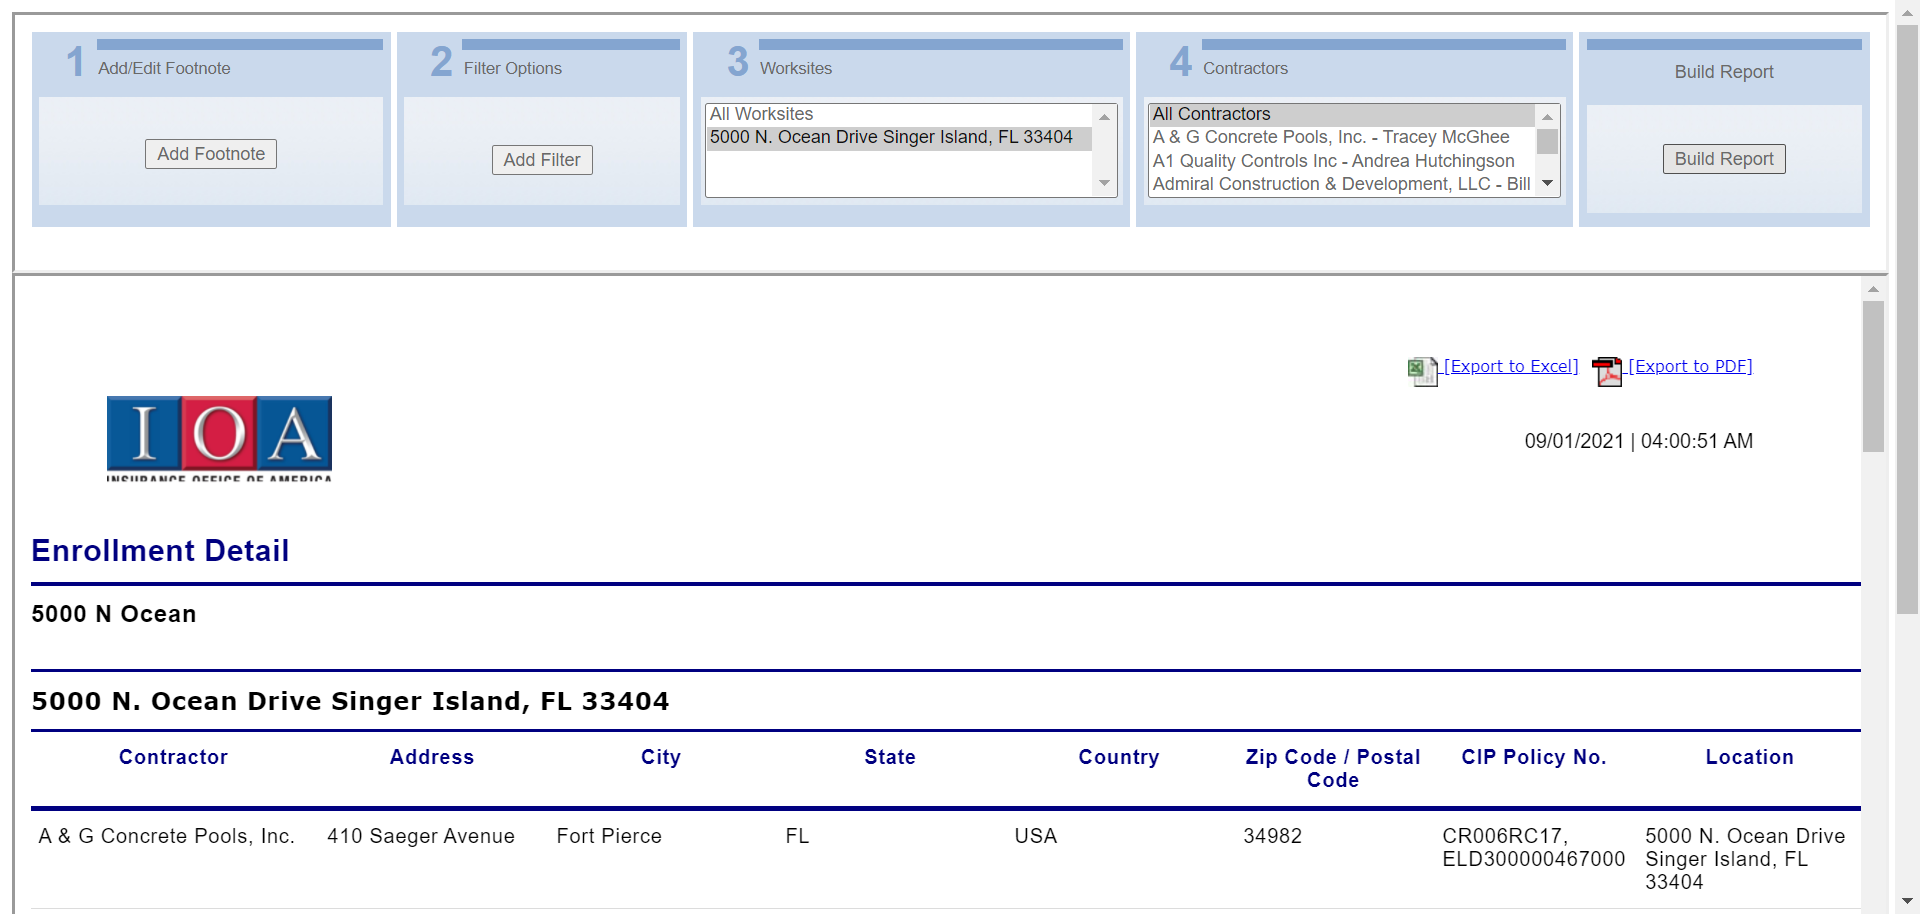 1 Add/Edit Footnote
Add Footnote
2 Filter Options
Add Filter
3 Worksites
All Worksites
5000 N. Ocean Drive Singer Island, FL 33404
4 Contractors
All Contractors
A & G Concrete Pools, Inc. - Tracey McGhee
A1 Quality Controls Inc - Andrea Hutchingson
Admiral Construction & Development, LLC - Bill
Build Report
Build Report
[Export to Excel] [Export to PDF]
IOA
INSURANCE OFFICE OF AMERICA
09/01/2021 | 04:00:51 AM
Enrollment Detail
5000 N Ocean
5000 N. Ocean Drive Singer Island, FL 33404
Contractor Address City State Country Zip Code / Postal Code CIP Policy No. Location
A & G Concrete Pools, Inc. 410 Saeger Avenue Fort Pierce FL USA 34982 CR006RC17, ELD300000467000 5000 N. Ocean Drive Singer Island, FL 33404